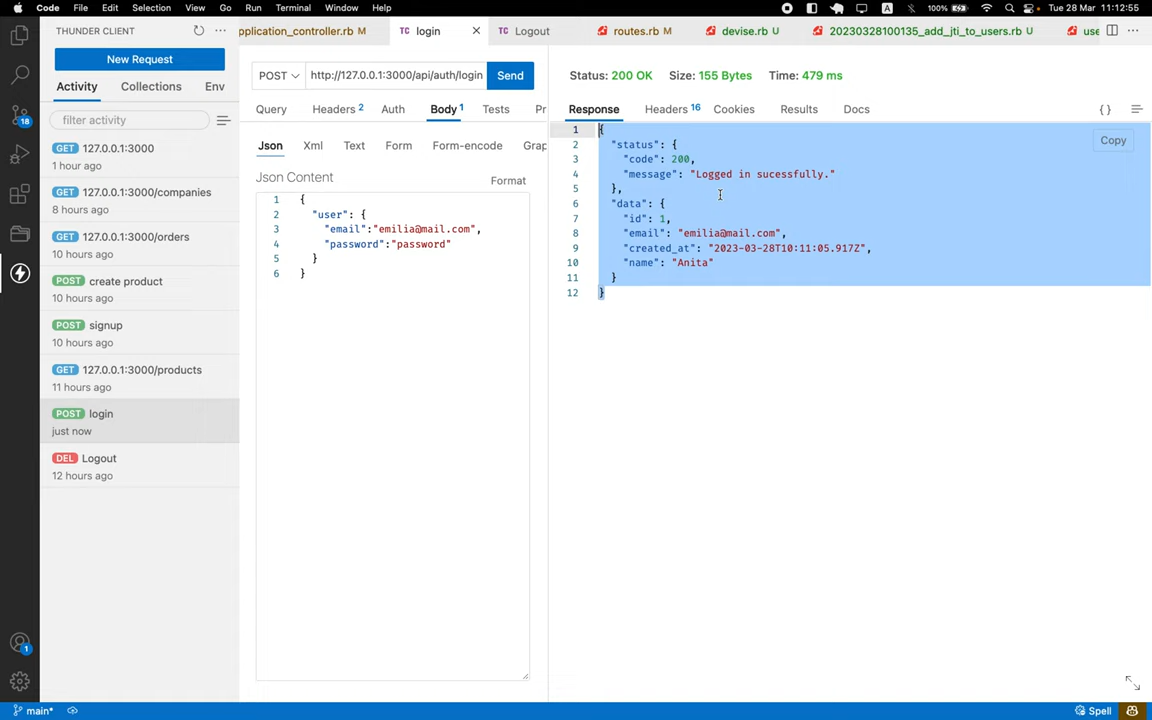 Code File Edit Selection View Go Run Terminal Window Help 100% Tue 28 Mar 11:12:55
THUNDER CLIENT
pplication_controller.rb M TC login TC Logout routes.rb M devise.rb U 20230328100135_add_jti_to_users.rb U use
New Request
Activity Collections Env
filter activity
GET 127.0.0.1:3000
1 hour ago
GET 127.0.0.1:3000/companies
8 hours ago
GET 127.0.0.1:3000/orders
10 hours ago
POST create product
10 hours ago
POST signup
10 hours ago
GET 127.0.0.1:3000/products
11 hours ago
POST login
just now
DEL Logout
12 hours ago
18
1
POST http://127.0.0.1:3000/api/auth/login Send
Query Headers 2 Auth Body 1 Tests Pr
Json Xml Text Form Form-encode Grap
Json Content Format
1 {
2 "user": {
3 "email":"emilia@mail.com",
4 "password":"password"
5 }
6 }
Status: 200 OK Size: 155 Bytes Time: 479 ms
Response Headers 16 Cookies Results Docs { }
Copy
1 {
2 "status": {
3 "code": 200,
4 "message": "Logged in sucessfully."
5 },
6 "data": {
7 "id": 1,
8 "email": "emilia@mail.com",
9 "created_at": "2023-03-28T10:11:05.917Z",
10 "name": "Anita"
11 }
12 }
main* Spell